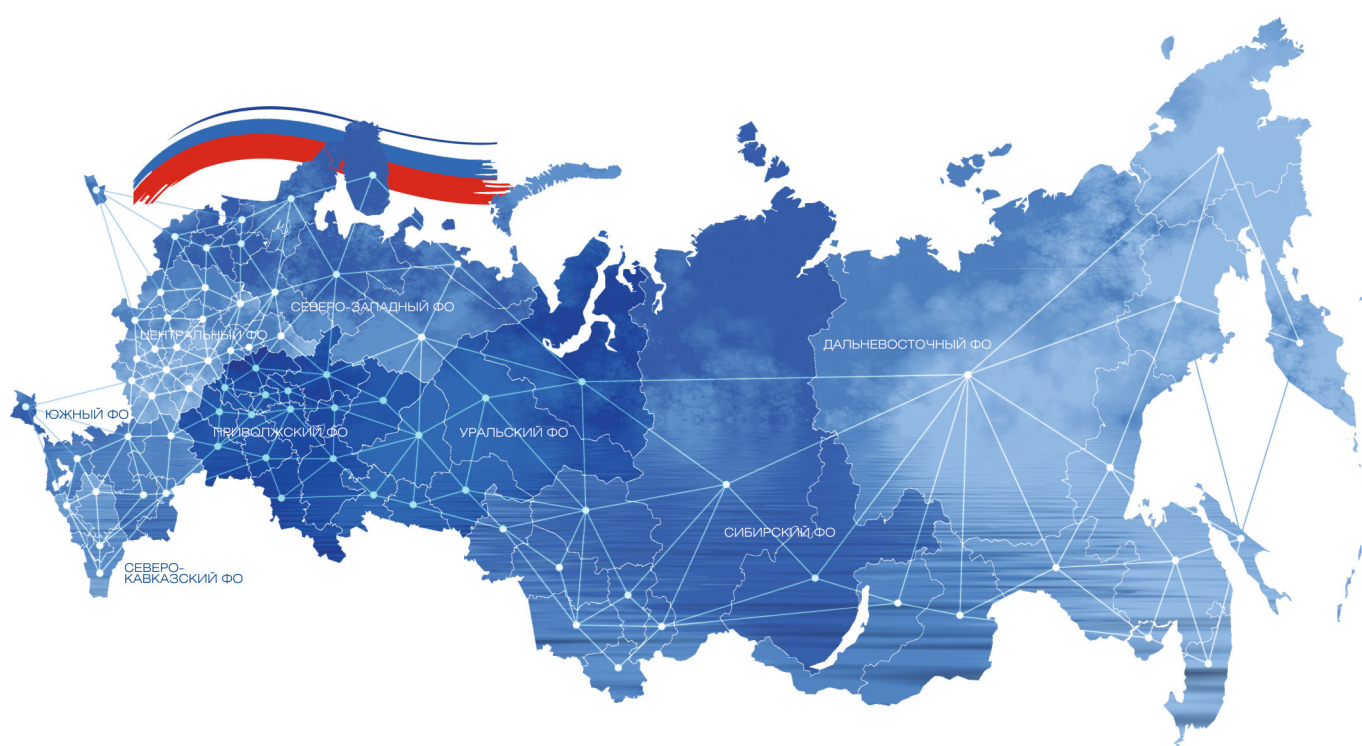 СЕВЕРО-ЗАПАДНЫЙ ФО
ЦЕНТРАЛЬНЫЙ ФО
ДАЛЬНЕВОСТОЧНЫЙ ФО
ЮЖНЫЙ ФО
ПРИВОЛЖСКИЙ ФО
УРАЛЬСКИЙ ФО
СИБИРСКИЙ ФО
СЕВЕРО-
КАВКАЗСКИЙ ФО